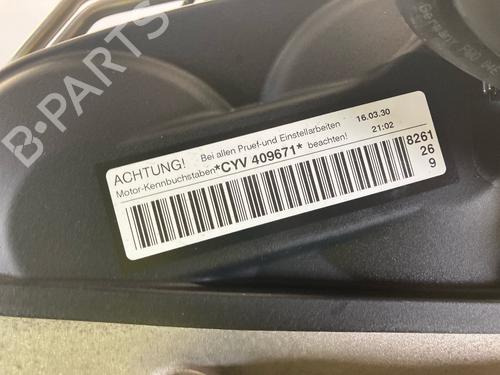 B-PARTS
Germany
ACHTUNG! Bei allen Pruef-und Einstellarbeiten 16.03.30
Motor-Kennbuchstaben*CYV 409671* beachten! 21:02
8261
26
9